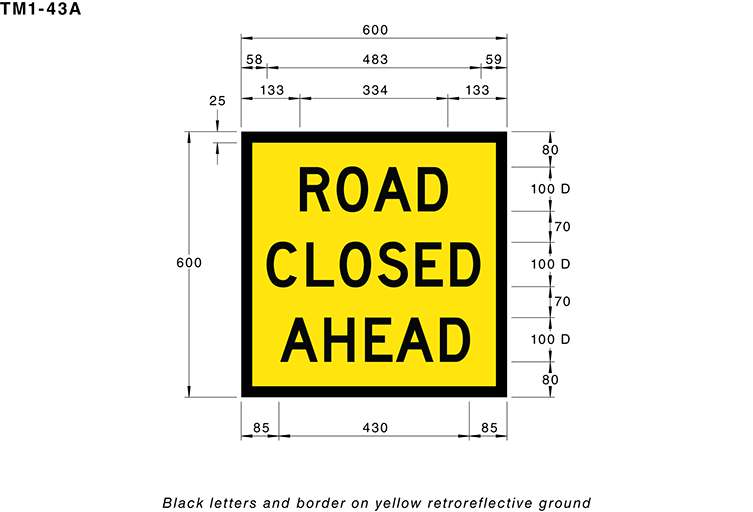 TM1-43A
600
58 483 59
133 334 133
25
80
ROAD
100 D
70
600
CLOSED
100 D
70
AHEAD
100 D
80
85 430 85
Black letters and border on yellow retroreflective ground